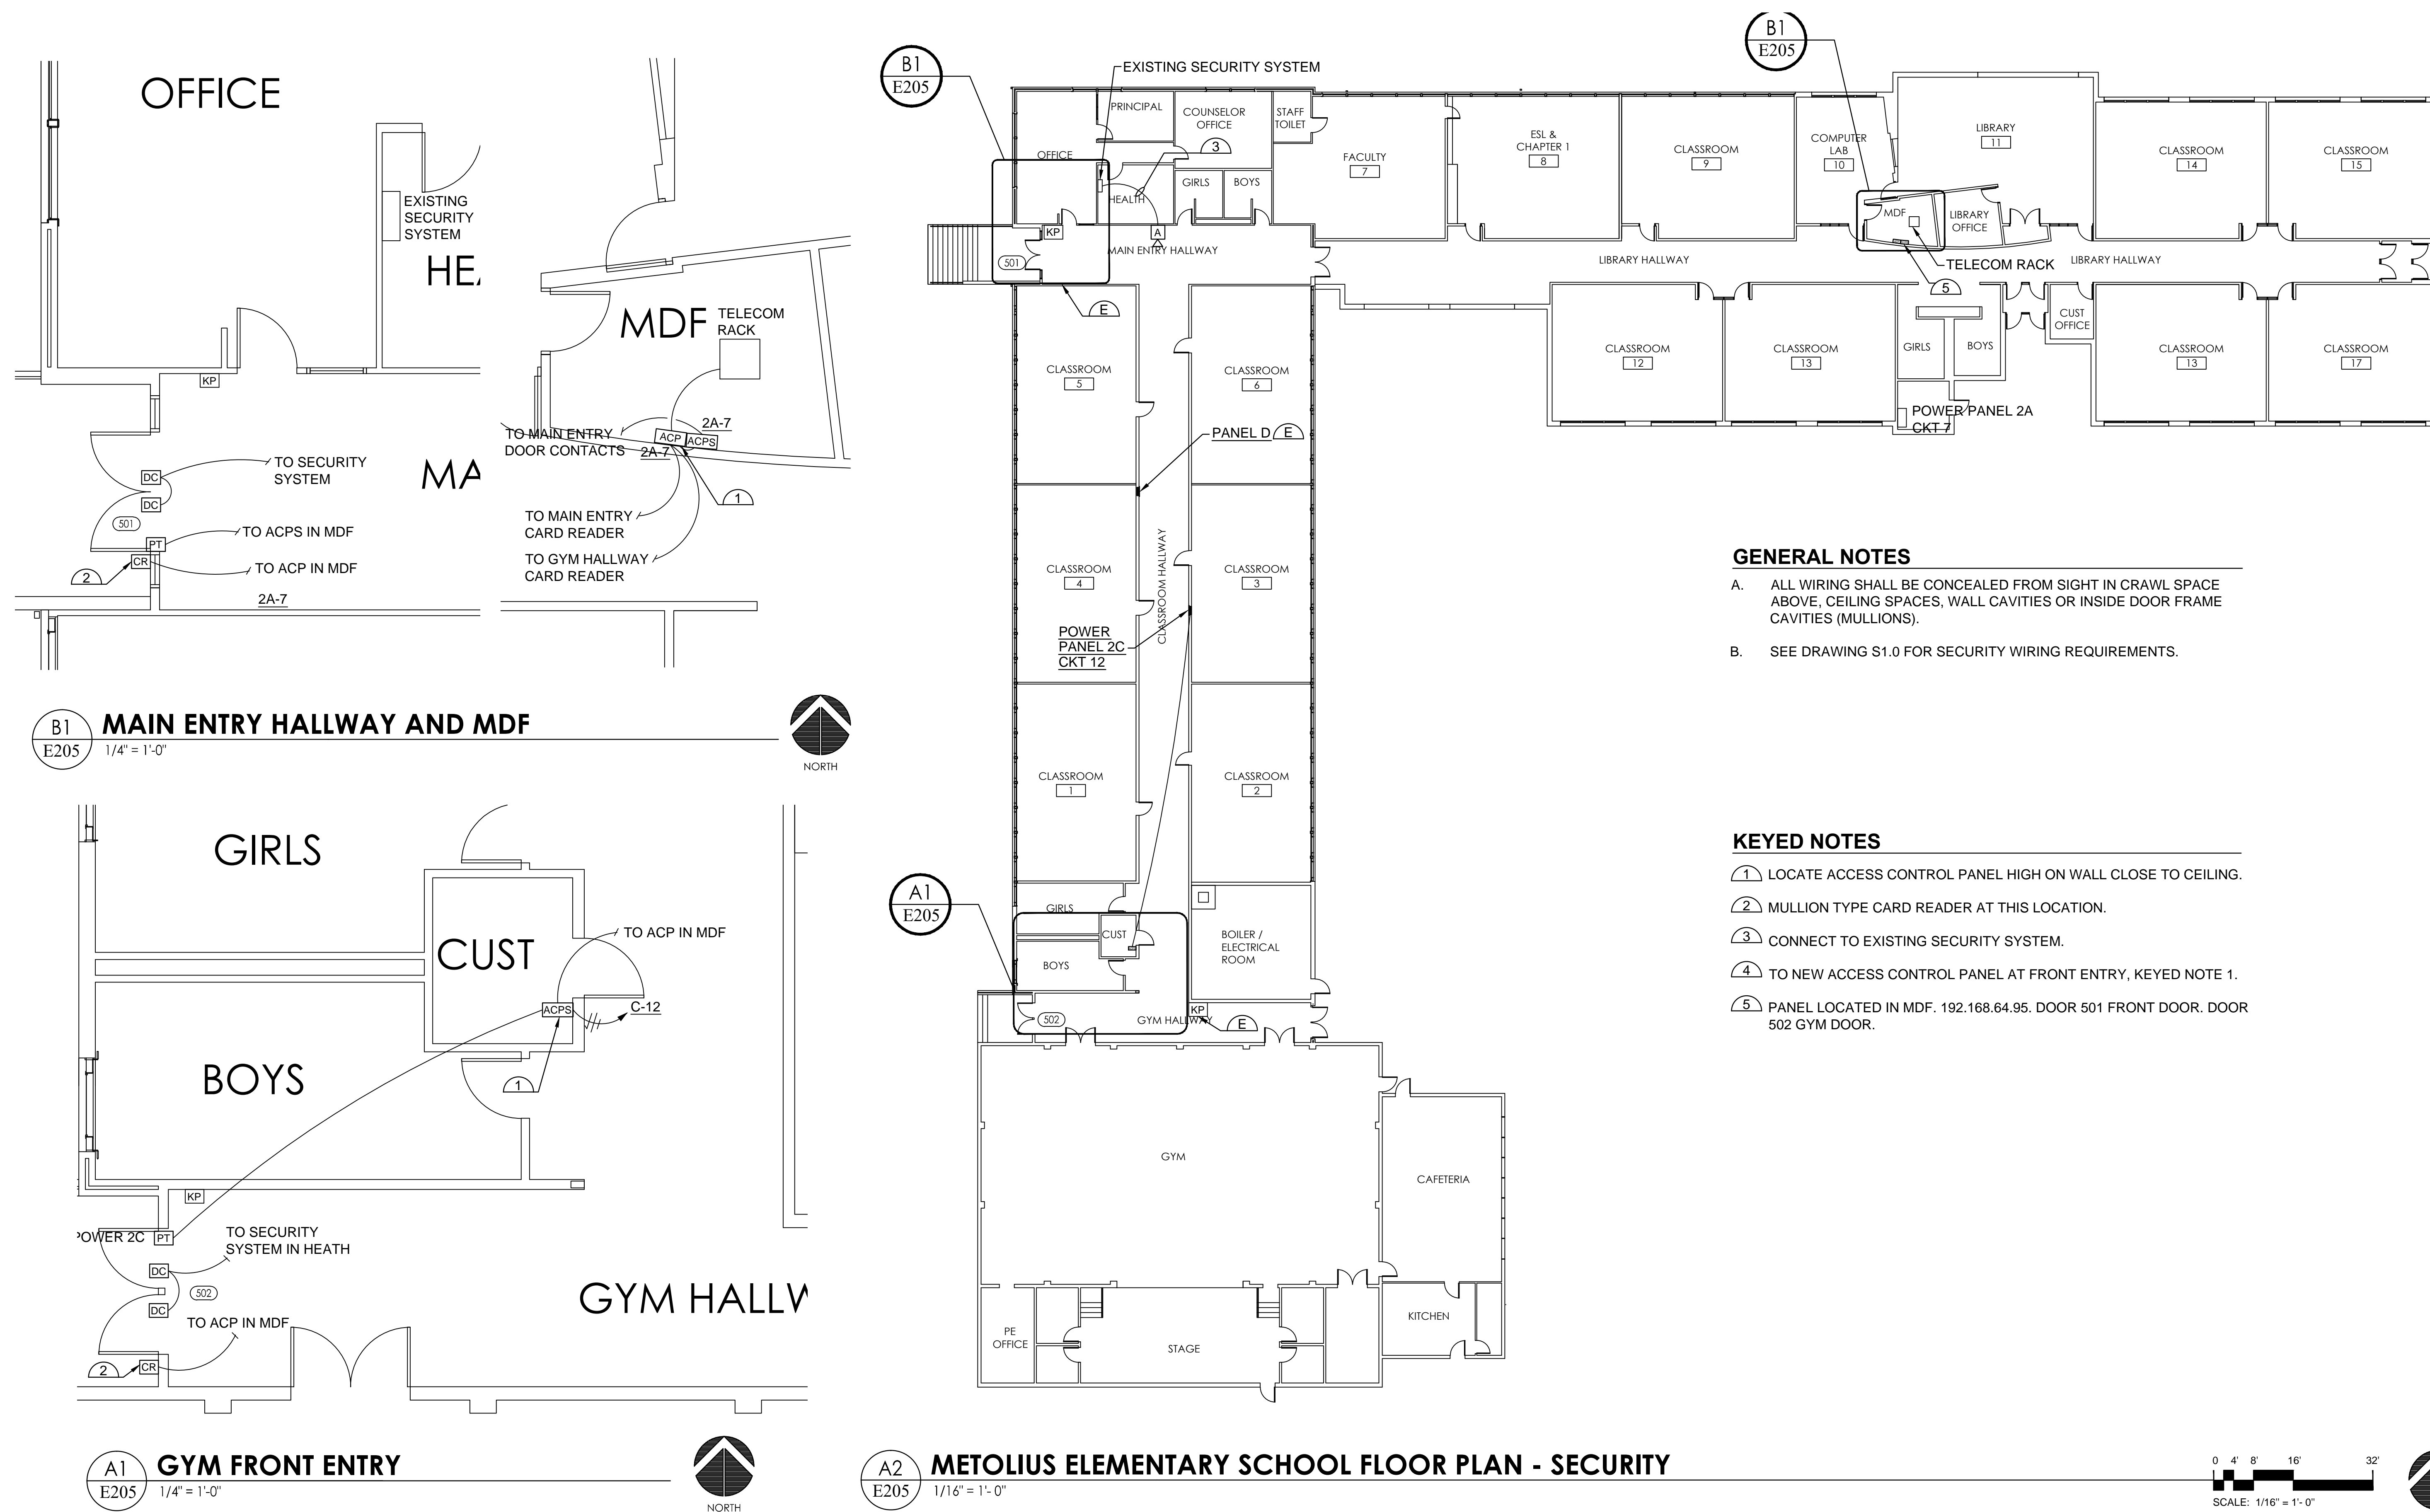 OFFICE
EXISTING
SECURITY
SYSTEM
HEA
KP
DC
DC
501
TO SECURITY
SYSTEM
MA
PT
TO ACPS IN MDF
CR
TO ACP IN MDF
2
2A-7
MDF
TELECOM
RACK
2A-7
TO MAIN ENTRY
DOOR CONTACTS
ACP
ACPS
2A-7
1
TO MAIN ENTRY
CARD READER
TO GYM HALLWAY
CARD READER
B1
E205
MAIN ENTRY HALLWAY AND MDF
1/4" = 1'-0"
NORTH
GIRLS
CUST
TO ACP IN MDF
ACPS
C-12
BOYS
1
KP
POWER 2C
PT
TO SECURITY
SYSTEM IN HEATH
DC
502
DC
TO ACP IN MDF
GYM HALLW
2
CR
A1
E205
GYM FRONT ENTRY
1/4" = 1'-0"
NORTH
B1
E205
EXISTING SECURITY SYSTEM
B1
E205
OFFICE
PRINCIPAL
COUNSELOR
OFFICE
3
STAFF
TOILET
HEALTH
GIRLS
BOYS
KP
A
501
MAIN ENTRY HALLWAY
E
FACULTY
7
ESL &
CHAPTER 1
8
CLASSROOM
9
COMPUTER
LAB
10
LIBRARY
11
CLASSROOM
14
CLASSROOM
15
MDF
LIBRARY
OFFICE
LIBRARY HALLWAY
TELECOM RACK
LIBRARY HALLWAY
5
CLASSROOM
12
CLASSROOM
13
GIRLS
BOYS
CUST
OFFICE
CLASSROOM
13
CLASSROOM
17
POWER PANEL 2A
CKT 7
CLASSROOM
5
CLASSROOM
6
PANEL D
E
CLASSROOM
4
CLASSROOM HALLWAY
CLASSROOM
3
POWER
PANEL 2C
CKT 12
CLASSROOM
1
CLASSROOM
2
A1
E205
GIRLS
CUST
BOYS
BOILER /
ELECTRICAL
ROOM
502
GYM HALLWAY
KP
E
GYM
CAFETERIA
KITCHEN
PE
OFFICE
STAGE
GENERAL NOTES
A. ALL WIRING SHALL BE CONCEALED FROM SIGHT IN CRAWL SPACE
ABOVE, CEILING SPACES, WALL CAVITIES OR INSIDE DOOR FRAME
CAVITIES (MULLIONS).
B. SEE DRAWING S1.0 FOR SECURITY WIRING REQUIREMENTS.
KEYED NOTES
1 LOCATE ACCESS CONTROL PANEL HIGH ON WALL CLOSE TO CEILING.
2 MULLION TYPE CARD READER AT THIS LOCATION.
3 CONNECT TO EXISTING SECURITY SYSTEM.
4 TO NEW ACCESS CONTROL PANEL AT FRONT ENTRY, KEYED NOTE 1.
5 PANEL LOCATED IN MDF. 192.168.64.95. DOOR 501 FRONT DOOR. DOOR
502 GYM DOOR.
A2
E205
METOLIUS ELEMENTARY SCHOOL FLOOR PLAN - SECURITY
1/16" = 1'- 0"
0 4' 8' 16' 32'
SCALE: 1/16" = 1'- 0"